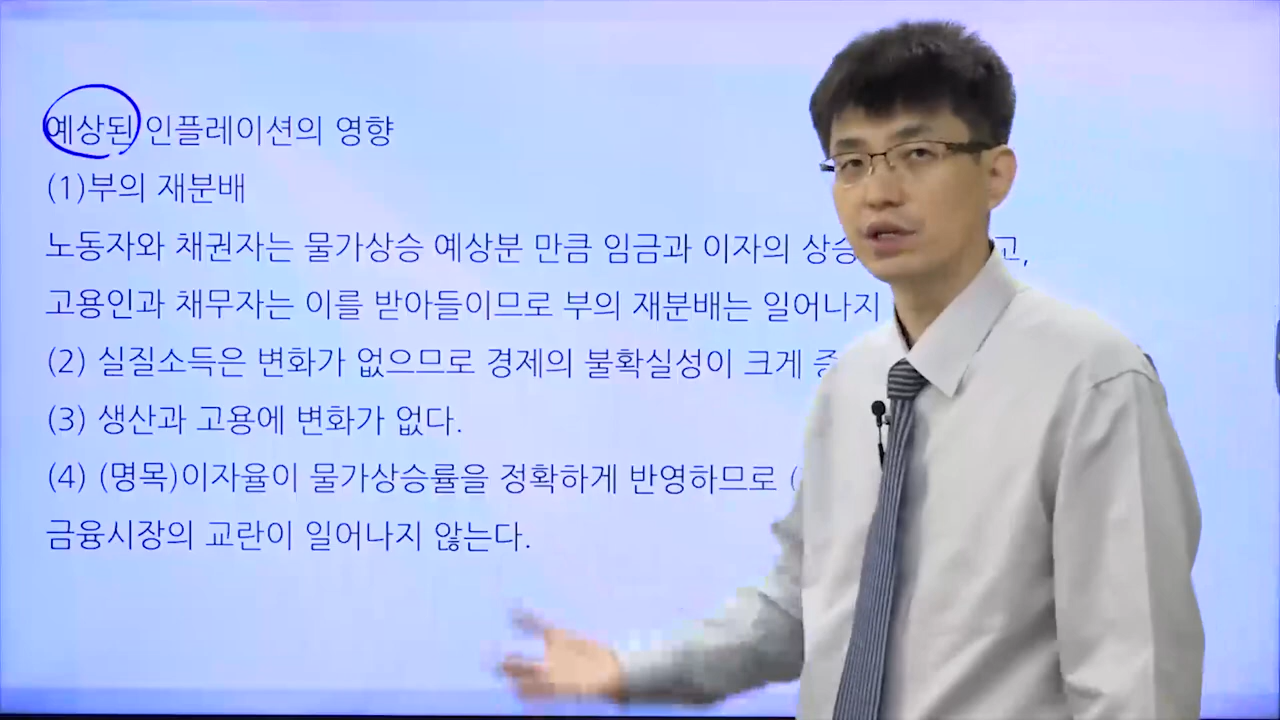 예상된 인플레이션의 영향
(1)부의 재분배
노동자와 채권자는 물가상승 예상분 만큼 임금과 이자의 고,
고용인과 채무자는 이를 받아들이므로 부의 재분배는 일어나지
(2) 실질소득은 변화가 없으므로 경제의 불확실성이 크게
(3) 생산과 고용에 변화가 없다.
(4) (명목)이자율이 물가상승률을 정확하게 반영하므로 (
금융시장의 교란이 일어나지 않는다.